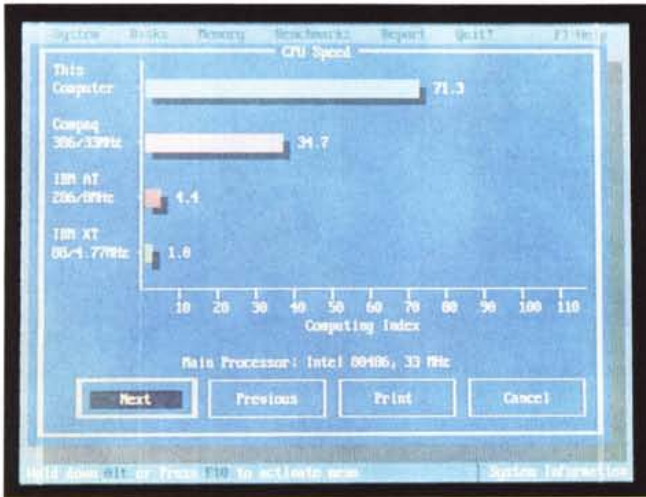 System Disks Memory Benchmarks Report Quit! F1=Help
CPU Speed
This
Computer 71.3
Compaq
386/33MHz 34.7
IBM AT
286/8MHz 4.4
IBM XT
88/4.77MHz 1.0
10 20 30 40 50 60 70 80 90 100 110
Computing Index
Main Processor: Intel 80486, 33 MHz
Next Previous Print Cancel
Hold down Alt or Press F10 to activate menu System Information